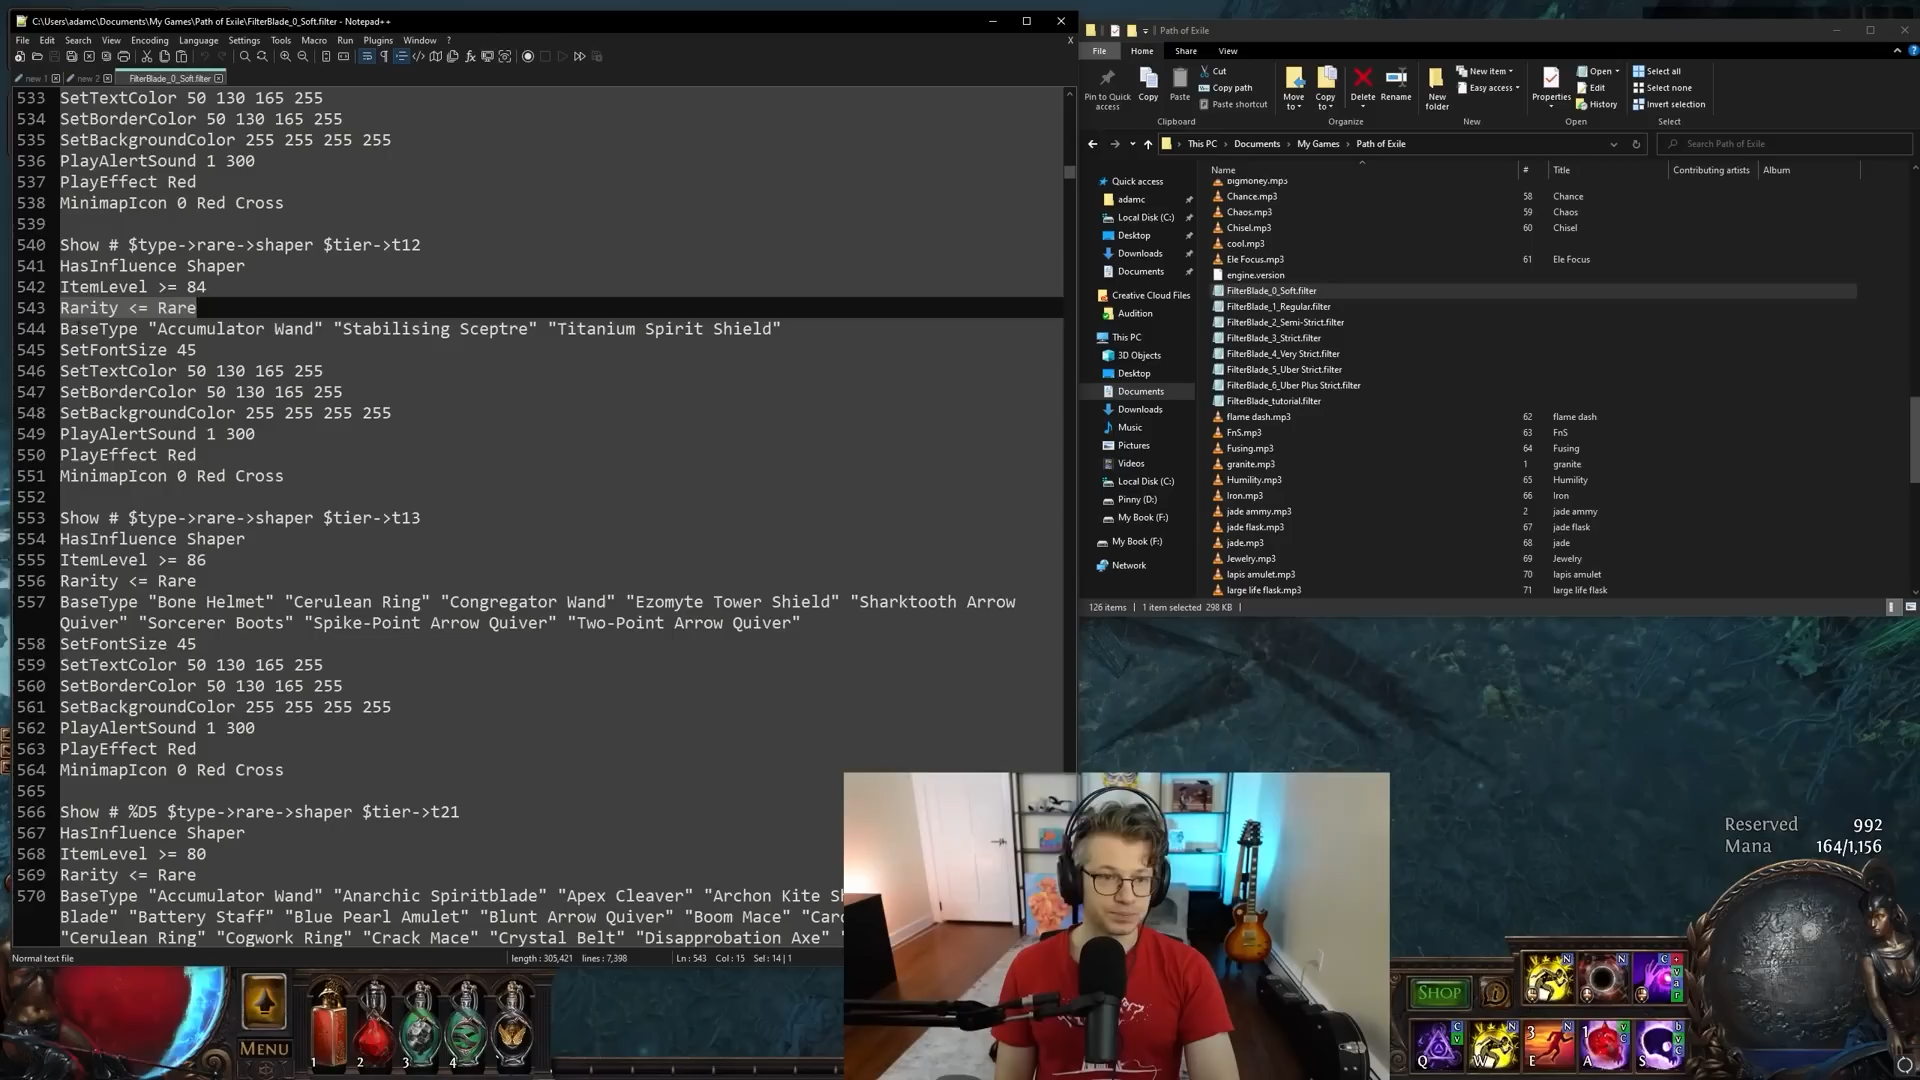 C:\Users\adamc\Documents\My Games\Path of Exile\FilterBlade_0_Soft.filter - Notepad++
File Edit Search View Encoding Language Settings Tools Macro Run Plugins Window ? X
new 1 new 2 FilterBlade_0_Soft.filter
533 SetTextColor 50 130 165 255
534 SetBorderColor 50 130 165 255
535 SetBackgroundColor 255 255 255 255
536 PlayAlertSound 1 300
537 PlayEffect Red
538 MinimapIcon 0 Red Cross
539
540 Show # $type->rare->shaper $tier->t12
541 HasInfluence Shaper
542 ItemLevel >= 84
543 Rarity <= Rare
544 BaseType "Accumulator Wand" "Stabilising Sceptre" "Titanium Spirit Shield"
545 SetFontSize 45
546 SetTextColor 50 130 165 255
547 SetBorderColor 50 130 165 255
548 SetBackgroundColor 255 255 255 255
549 PlayAlertSound 1 300
550 PlayEffect Red
551 MinimapIcon 0 Red Cross
552
553 Show # $type->rare->shaper $tier->t13
554 HasInfluence Shaper
555 ItemLevel >= 86
556 Rarity <= Rare
557 BaseType "Bone Helmet" "Cerulean Ring" "Congregator Wand" "Ezomyte Tower Shield" "Sharktooth Arrow
Quiver" "Sorcerer Boots" "Spike-Point Arrow Quiver" "Two-Point Arrow Quiver"
558 SetFontSize 45
559 SetTextColor 50 130 165 255
560 SetBorderColor 50 130 165 255
561 SetBackgroundColor 255 255 255 255
562 PlayAlertSound 1 300
563 PlayEffect Red
564 MinimapIcon 0 Red Cross
565
566 Show # %D5 $type->rare->shaper $tier->t21
567 HasInfluence Shaper
568 ItemLevel >= 80
569 Rarity <= Rare
570 BaseType "Accumulator Wand" "Anarchic Spiritblade" "Apex Cleaver" "Archon Kite
Blade" "Battery Staff" "Blue Pearl Amulet" "Blunt Arrow Quiver" "Boom Mace"
"Cerulean Ring" "Cogwork Ring" "Crack Mace" "Crystal Belt" "Disapprobation Axe" "
Normal text file length : 305,421 lines : 7,398 Ln : 543 Col : 15 Sel : 14 | 1
Path of Exile
File Home Share View
Pin to Quick access
Copy
Paste
Cut
Copy path
Paste shortcut
Clipboard
Move to
Copy to
Delete
Rename
Organize
New folder
New item
Easy access
New
Properties
Open
Edit
History
Open
Select all
Select none
Invert selection
Select
This PC > Documents > My Games > Path of Exile
Search Path of Exile
Quick access
adamc
Local Disk (C:)
Desktop
Downloads
Documents
Creative Cloud Files
Audition
This PC
3D Objects
Desktop
Documents
Downloads
Music
Pictures
Videos
Local Disk (C:)
Pinny (D:)
My Book (F:)
My Book (F:)
Network
Name # Title Contributing artists Album
bigmoney.mp3
Chance.mp3 58 Chance
Chaos.mp3 59 Chaos
Chisel.mp3 60 Chisel
cool.mp3
Ele Focus.mp3 61 Ele Focus
engine.version
FilterBlade_0_Soft.filter
FilterBlade_1_Regular.filter
FilterBlade_2_Semi-Strict.filter
FilterBlade_3_Strict.filter
FilterBlade_4_Very Strict.filter
FilterBlade_5_Uber Strict.filter
FilterBlade_6_Uber Plus Strict.filter
FilterBlade_tutorial.filter
flame dash.mp3 62 flame dash
FnS.mp3 63 FnS
Fusing.mp3 64 Fusing
granite.mp3 1 granite
Humility.mp3 65 Humility
Iron.mp3 66 Iron
jade ammy.mp3 2 jade ammy
jade flask.mp3 67 jade flask
jade.mp3 68 jade
Jewelry.mp3 69 Jewelry
lapis amulet.mp3 70 lapis amulet
large life flask.mp3 71 large life flask
126 items 1 item selected 298 KB
Reserved 992
Mana 164/1,156
MENU
1 2 3 4 5
SHOP
N N C
C V N 3 N 1 V b V
Q W E A S